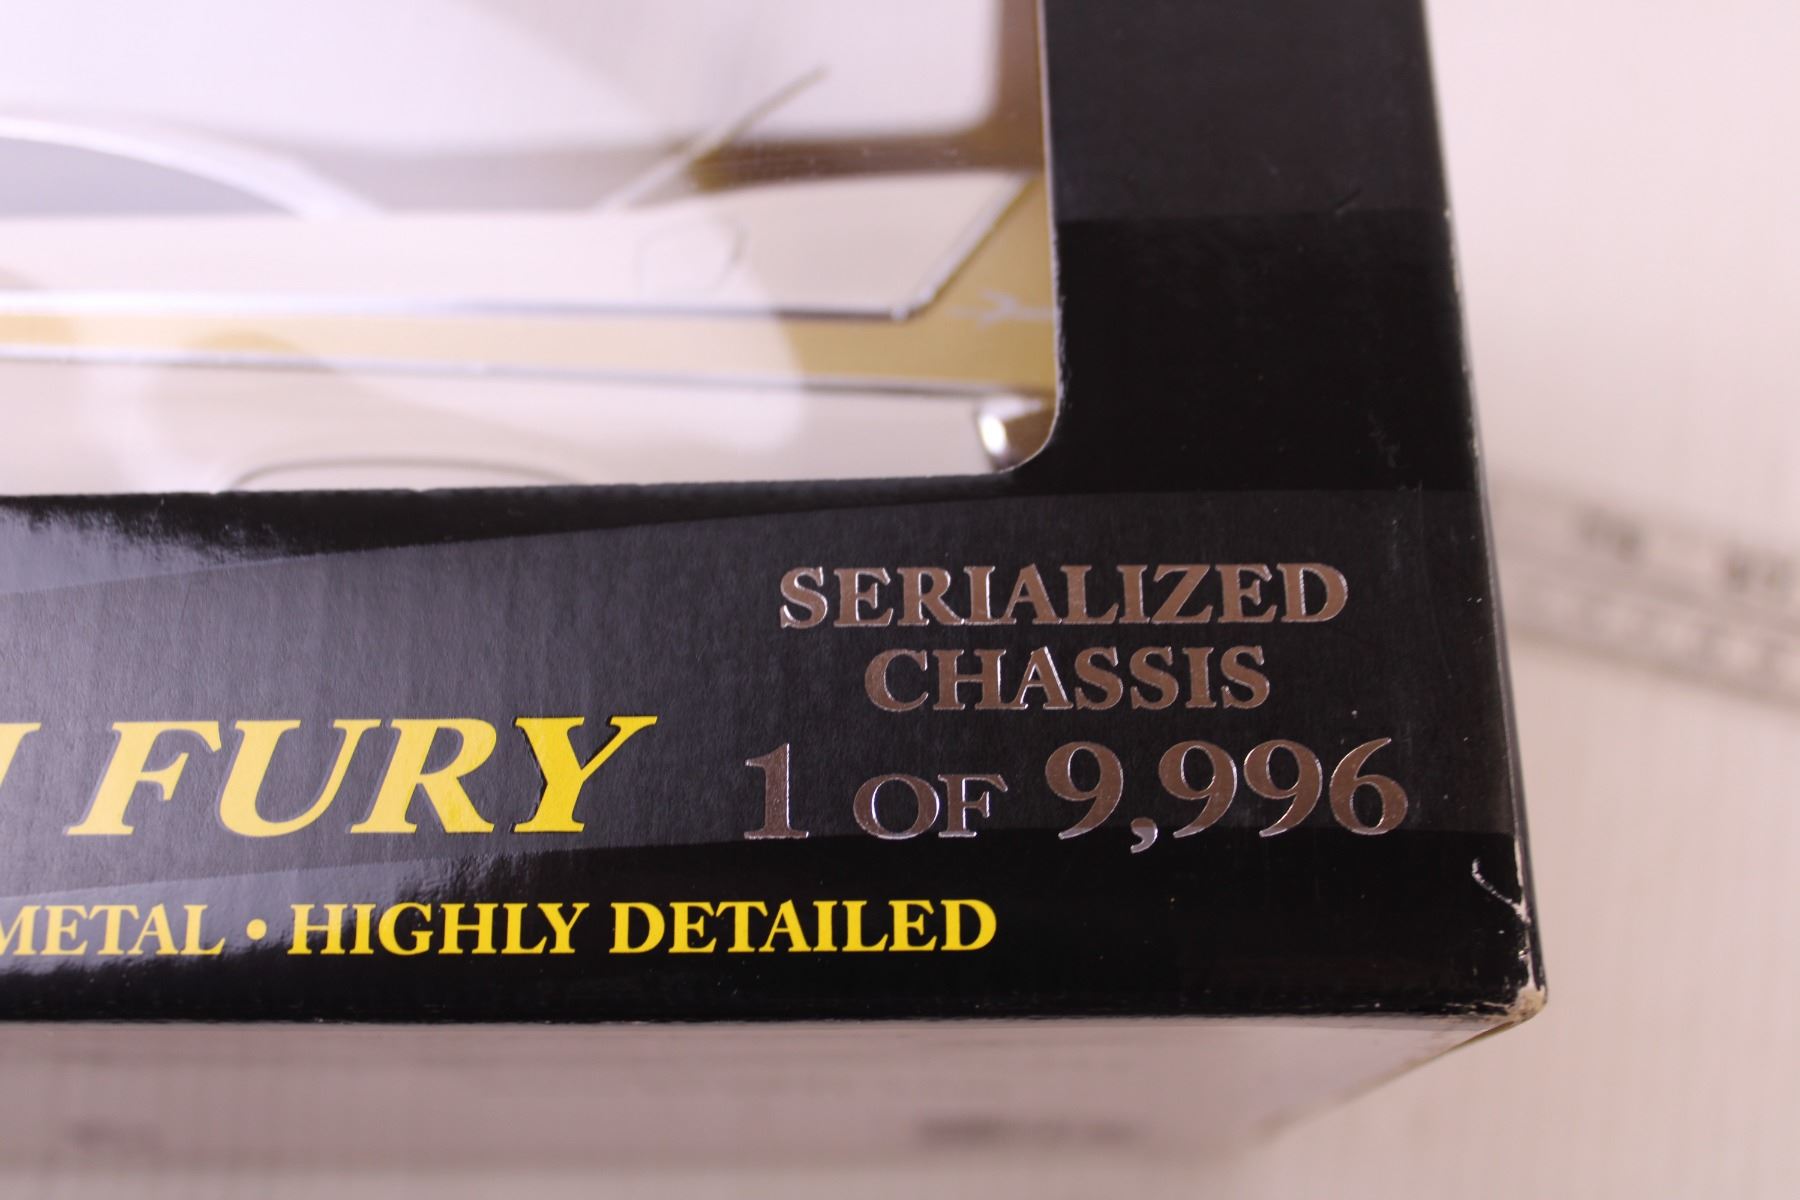 SERIALIZED
CHASSIS
FURY
1 OF 9,996
METAL • HIGHLY DETAILED